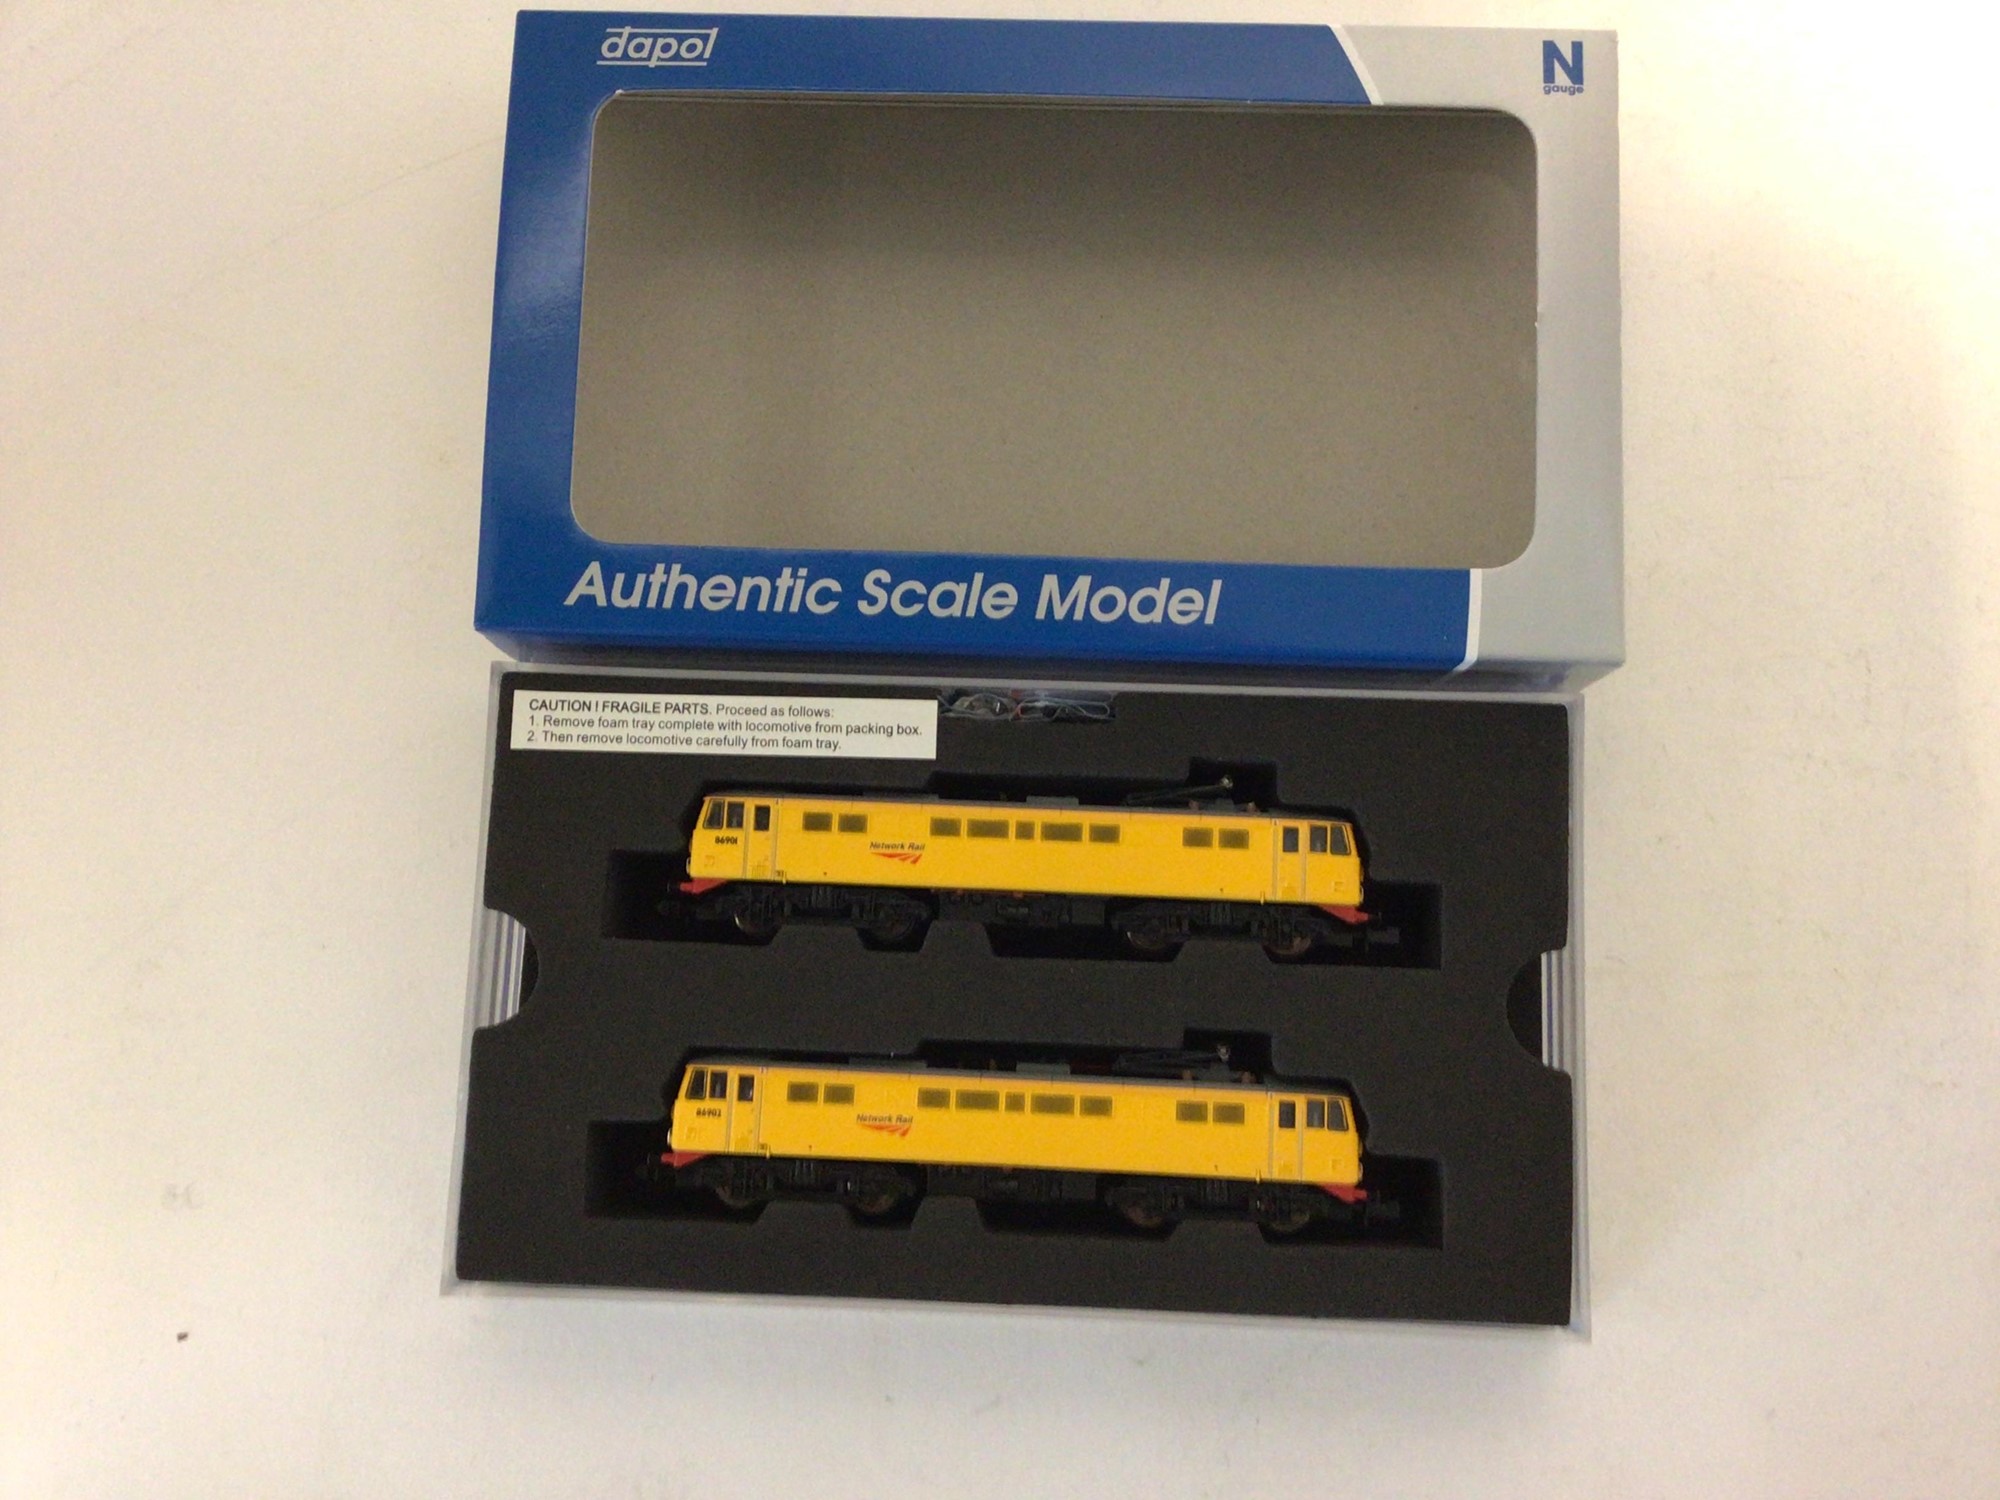 dapol
N
gauge
Authentic Scale Model
CAUTION ! FRAGILE PARTS. Proceed as follows:
1. Remove foam tray complete with locomotive from packing box.
2. Then remove locomotive carefully from foam tray.
86901
Network Rail
86902
Network Rail